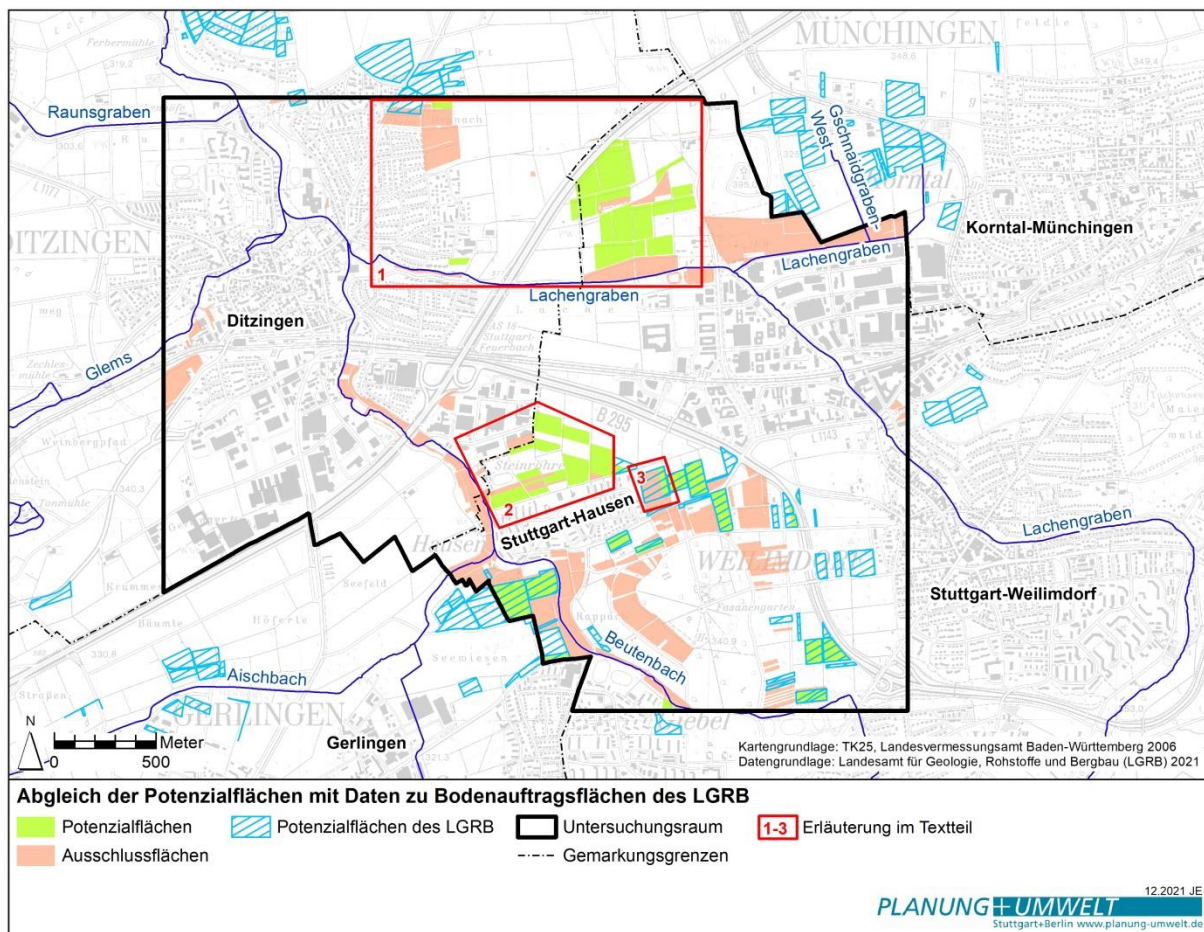 MÜNCHINGEN
Raunsgraben
Gschnaidgraben-
West
Korntal-Münchingen
DITZINGEN
Lachengraben
1
Lachengraben
Ditzingen
Glems
B 295
L 1143
Steinröhre
3
2
Stuttgart-Hausen
Lachengraben
Hausen
Seefeld
Fasanengarten
Stuttgart-Weilimdorf
Höferte
Beutenbach
Seewiesen
Aischbach
GERLINGEN
N
Meter
0 500
Gerlingen
Kartengrundlage: TK25, Landesvermessungsamt Baden-Württemberg 2006
Datengrundlage: Landesamt für Geologie, Rohstoffe und Bergbau (LGRB) 2021
Abgleich der Potenzialflächen mit Daten zu Bodenauftragsflächen des LGRB
Potenzialflächen Potenzialflächen des LGRB Untersuchungsraum 1-3 Erläuterung im Textteil
Ausschlussflächen Gemarkungsgrenzen
12.2021 JE
PLANUNG+UMWELT
Stuttgart+Berlin www.planung-umwelt.de